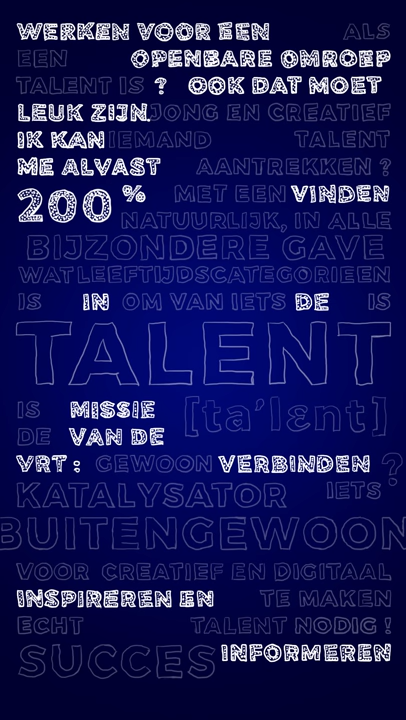 WERKEN VOOR EEN ALS
EEN OPENBARE OMROEP
TALENT IS ? OOK DAT MOET
LEUK ZIJN. JONG EN CREATIEF
IK KAN IEMAND TALENT
ME ALVAST AANTREKKEN ?
200 % MET EEN VINDEN
NATUURLIJK, IN ALLE
BIJZONDERE GAVE
WAT LEEFTIJDSCATEGORIEEN
IS IN OM VAN IETS DE IS
TALENT
IS MISSIE [ta'lɛnt]
DE VAN DE
VRT : GEWOON VERBINDEN ?
KATALYSATOR IETS
BUITENGEWOON
VOOR CREATIEF EN DIGITAAL
INSPIREREN EN TE MAKEN
ECHT TALENT NODIG !
SUCCES INFORMEREN